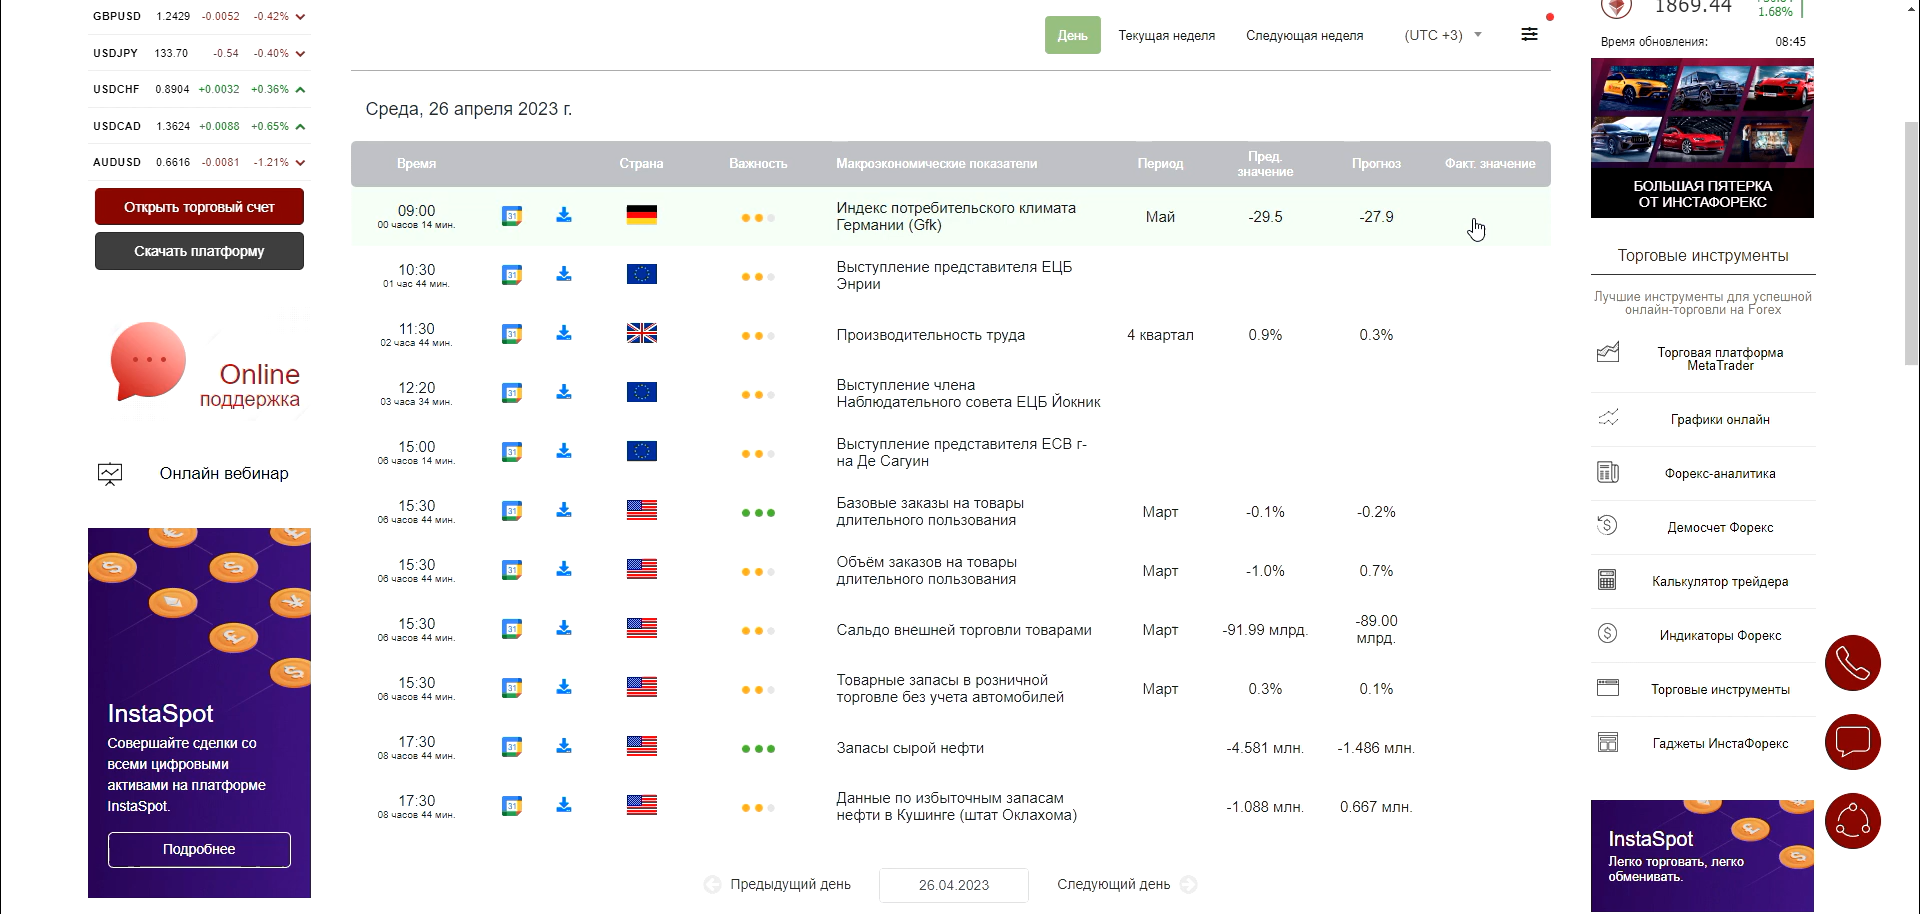 GBPUSD 1.2429 -0.0052 -0.42%
USDJPY 133.70 -0.54 -0.40%
USDCHF 0.8904 +0.0032 +0.36%
USDCAD 1.3624 +0.0088 +0.65%
AUDUSD 0.6616 -0.0081 -1.21%
Открыть торговый счет
Скачать платформу
Online
поддержка
Онлайн вебинар
InstaSpot
Совершайте сделки со
всеми цифровыми
активами на платформе
InstaSpot.
Подробнее
День Текущая неделя Следующая неделя (UTC +3)
Среда, 26 апреля 2023 г.
Время Страна Важность Макроэкономические показатели Период Пред. значение Прогноз Факт. значение
09:00 31 Индекс потребительского климата Май -29.5 -27.9
00 часов 14 мин. Германии (Gfk)
10:30 31 Выступление представителя ЕЦБ
01 час 44 мин. Энрии
11:30 31 Производительность труда 4 квартал 0.9% 0.3%
02 часа 44 мин.
12:20 31 Выступление члена
03 часа 34 мин. Наблюдательного совета ЕЦБ Йокник
15:00 31 Выступление представителя ECB г-
06 часов 14 мин. на Де Сагуин
15:30 31 Базовые заказы на товары Март -0.1% -0.2%
06 часов 44 мин. длительного пользования
15:30 31 Объём заказов на товары Март -1.0% 0.7%
06 часов 44 мин. длительного пользования
15:30 31 Сальдо внешней торговли товарами Март -91.99 млрд. -89.00 млрд.
06 часов 44 мин.
15:30 31 Товарные запасы в розничной Март 0.3% 0.1%
06 часов 44 мин. торговле без учета автомобилей
17:30 31 Запасы сырой нефти -4.581 млн. -1.486 млн.
08 часов 44 мин.
17:30 31 Данные по избыточным запасам -1.088 млн. 0.667 млн.
08 часов 44 мин. нефти в Кушинге (штат Оклахома)
Предыдущий день 26.04.2023 Следующий день
1869.44
1.68%
Время обновления: 08:45
БОЛЬШАЯ ПЯТЕРКА
ОТ ИНСТАФОРЕКС
Торговые инструменты
Лучшие инструменты для успешной
онлайн-торговли на Forex
Торговая платформа
MetaTrader
Графики онлайн
Форекс-аналитика
Демосчет Форекс
Калькулятор трейдера
Индикаторы Форекс
Торговые инструменты
Гаджеты ИнстаФорекс
InstaSpot
Легко торговать, легко
обменивать.